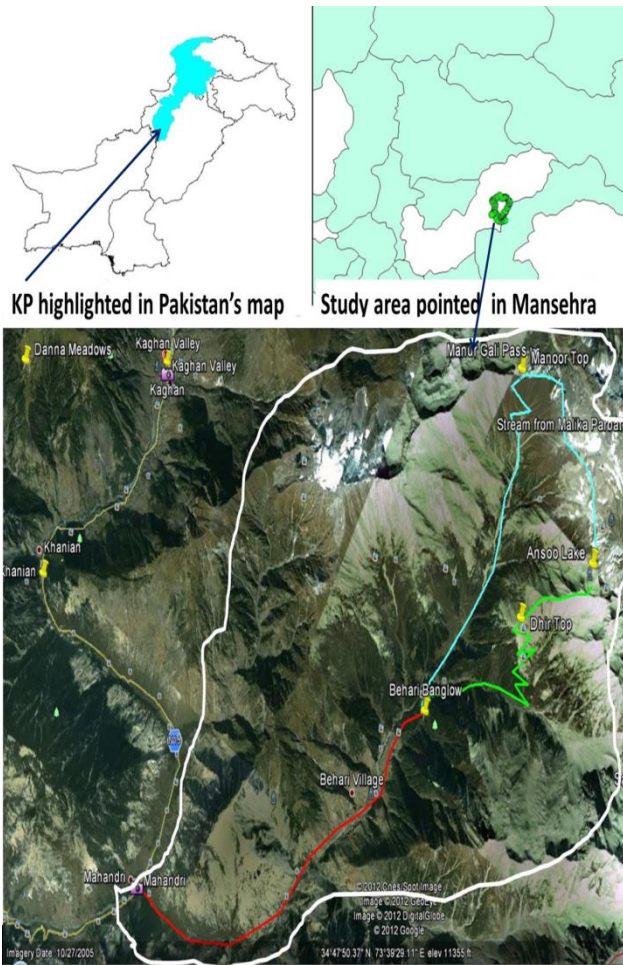 KP highlighted in Pakistan's map
Study area pointed in Mansehra
Danna Meadows
Kaghan Valley
Kaghan Valley
Kaghan
Manur Gali Pass
Manoor Top
Stream from Malika Parbat
Khanian
Khanian
Ansoo Lake
Dhir Top
Behari Banglow
Behari Village
Mahandri
Mahandri
© 2012 Cnes/Spot Image
Image © 2012 GeoEye
Image © 2012 DigitalGlobe
© 2012 Google
Imagery Date: 10/27/2005
34°47'50.37" N 73°39'29.11" E elev 11355 ft